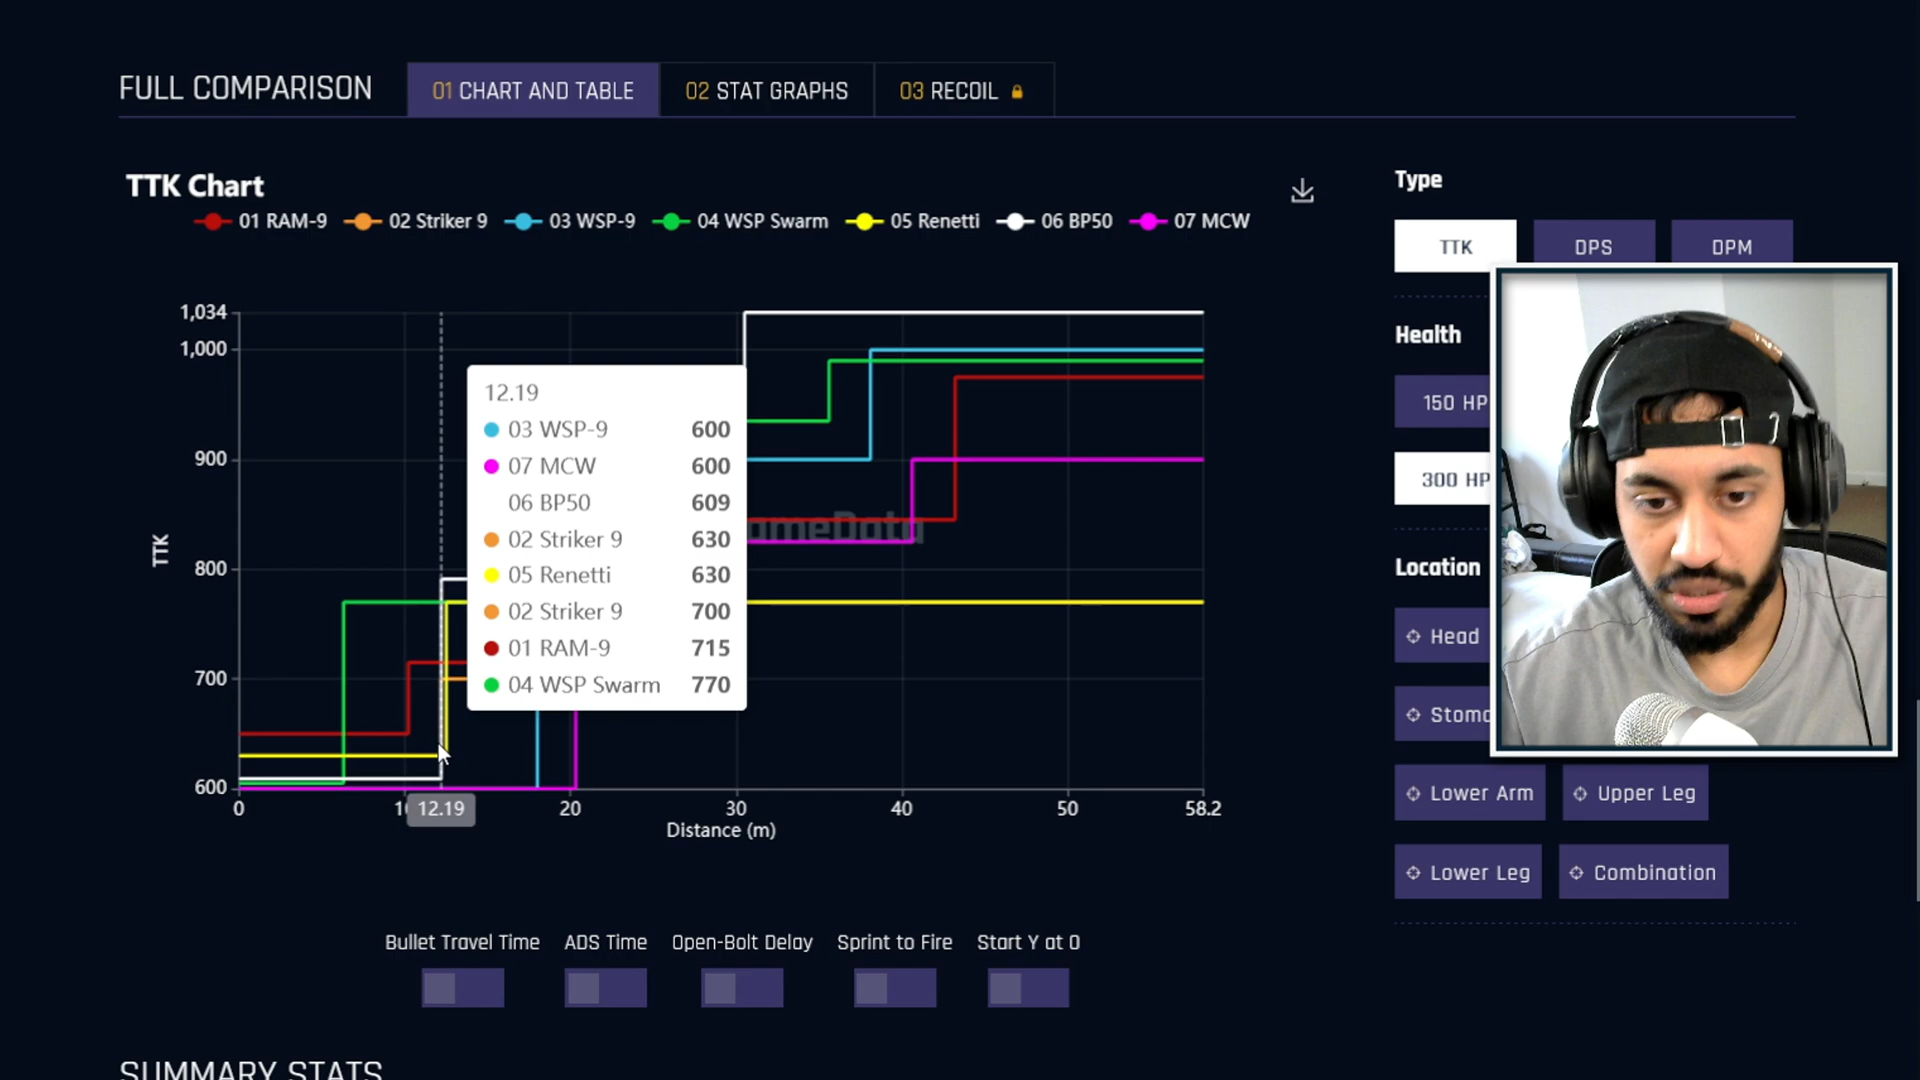 FULL COMPARISON
01 CHART AND TABLE
02 STAT GRAPHS
03 RECOIL
TTK Chart
01 RAM-9
02 Striker 9
03 WSP-9
04 WSP Swarm
05 Renetti
06 BP50
07 MCW
1,034
1,000
900
800
700
600
TTK
12.19
03 WSP-9 600
07 MCW 600
06 BP50 609
02 Striker 9 630
05 Renetti 630
02 Striker 9 700
01 RAM-9 715
04 WSP Swarm 770
0
12.19
20
30
40
50
58.2
Distance (m)
Bullet Travel Time
ADS Time
Open-Bolt Delay
Sprint to Fire
Start Y at 0
Type
TTK
DPS
DPM
Health
150 HP
300 HP
Location
Head
Lower Arm
Upper Leg
Lower Leg
Combination
SUMMARY STATS